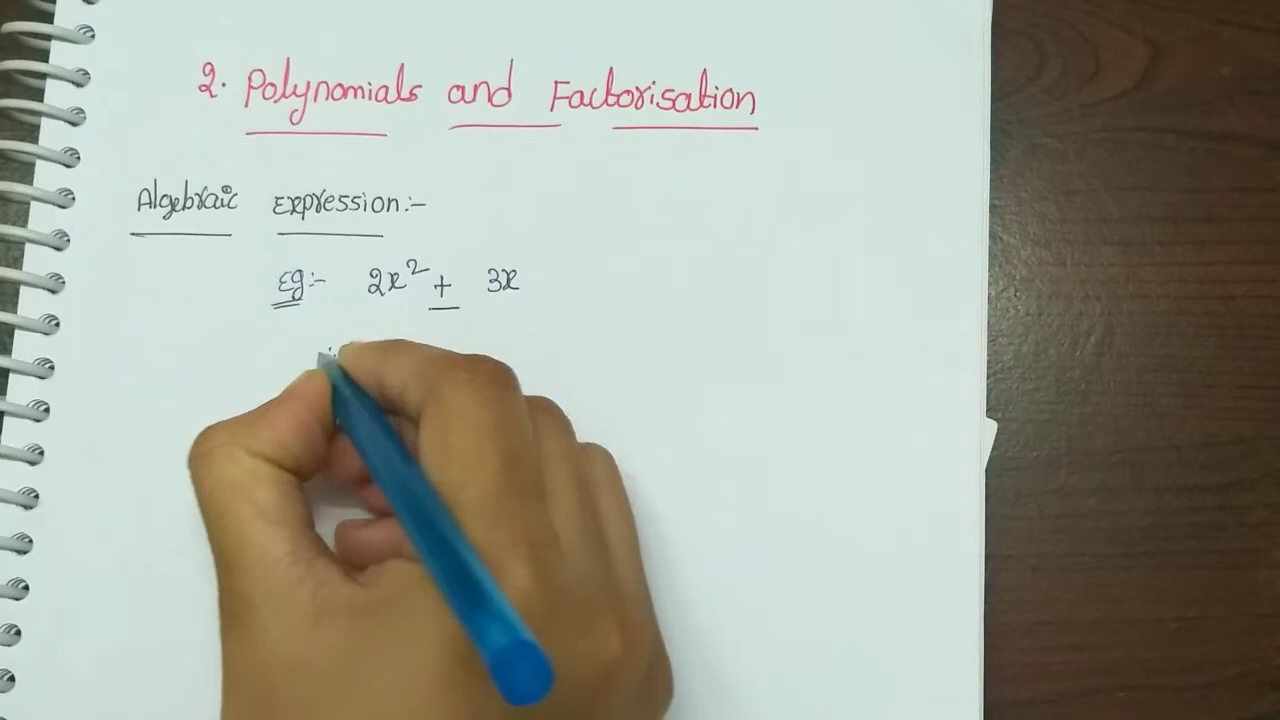 2. Polynomials and Factorisation
Algebraic Expression:-
Eg:- 2x² + 3x